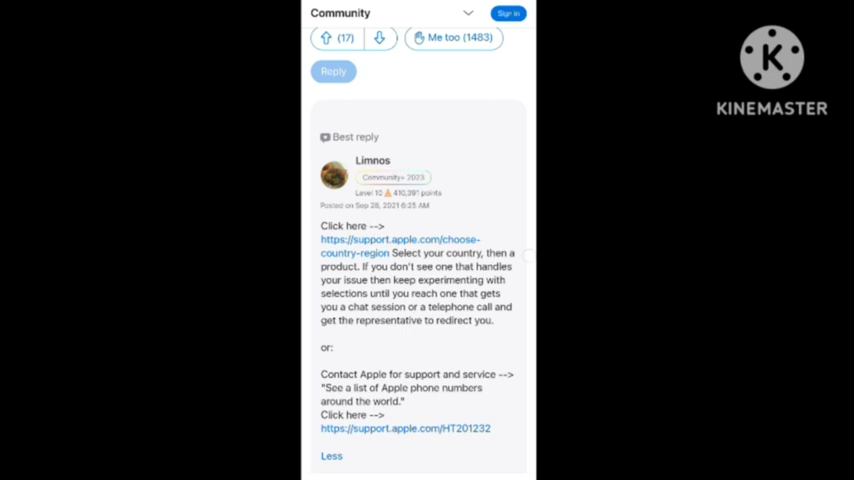 Community
Sign in
(17)
Me too (1483)
Reply
K
KINEMASTER
Best reply
Limnos
Community+ 2023
Level 10 410,391 points
Posted on Sep 28, 2021 6:25 AM
Click here -->
https://support.apple.com/choose-
country-region Select your country, then a
product. If you don't see one that handles
your issue then keep experimenting with
selections until you reach one that gets
you a chat session or a telephone call and
get the representative to redirect you.
or:
Contact Apple for support and service -->
"See a list of Apple phone numbers
around the world."
Click here -->
https://support.apple.com/HT201232
Less